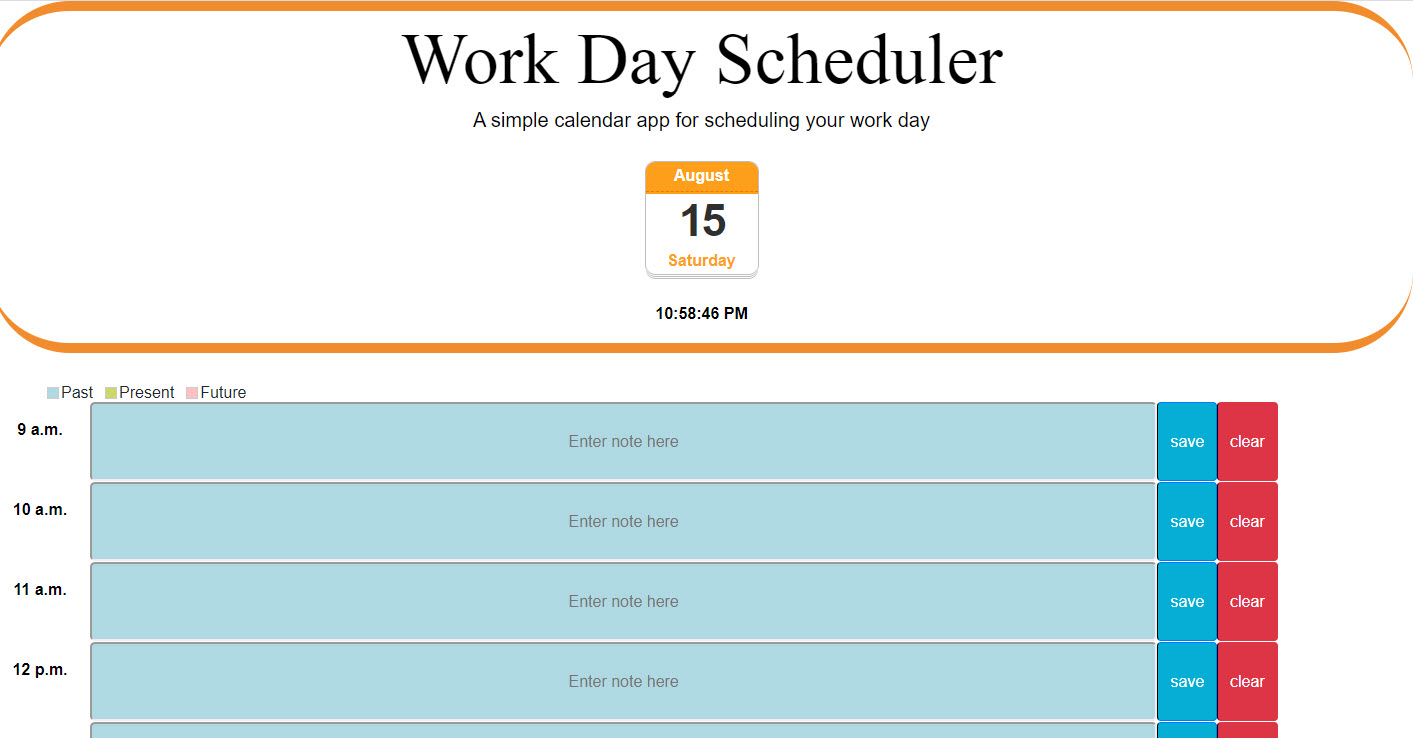 Work Day Scheduler
A simple calendar app for scheduling your work day
August
15
Saturday
10:58:46 PM
Past Present Future
9 a.m. Enter note here save clear
10 a.m. Enter note here save clear
11 a.m. Enter note here save clear
12 p.m. Enter note here save clear